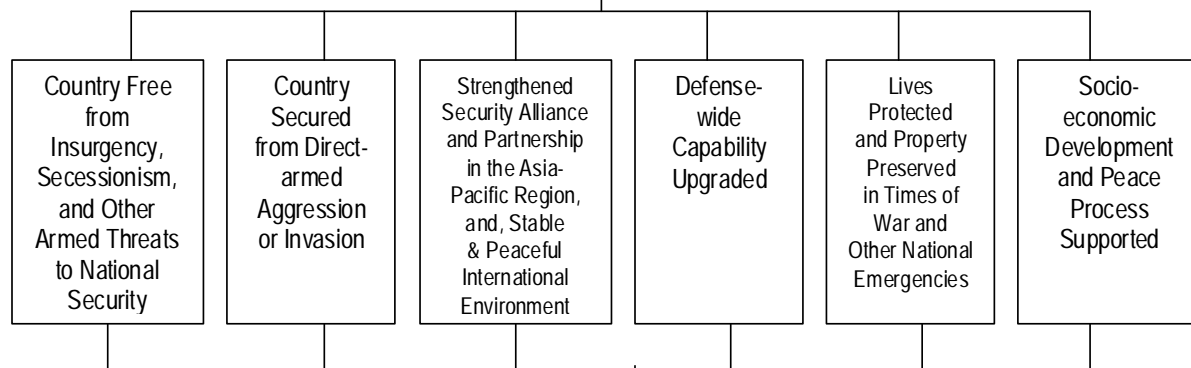 Country Free
from
Insurgency,
Secessionism,
and Other
Armed Threats
to National
Security
Country
Secured
from Direct-
armed
Aggression
or Invasion
Strengthened
Security Alliance
and Partnership
in the Asia-
Pacific Region,
and, Stable
& Peaceful
International
Environment
Defense-
wide
Capability
Upgraded
Lives
Protected
and Property
Preserved
in Times of
War and
Other National
Emergencies
Socio-
economic
Development
and Peace
Process
Supported